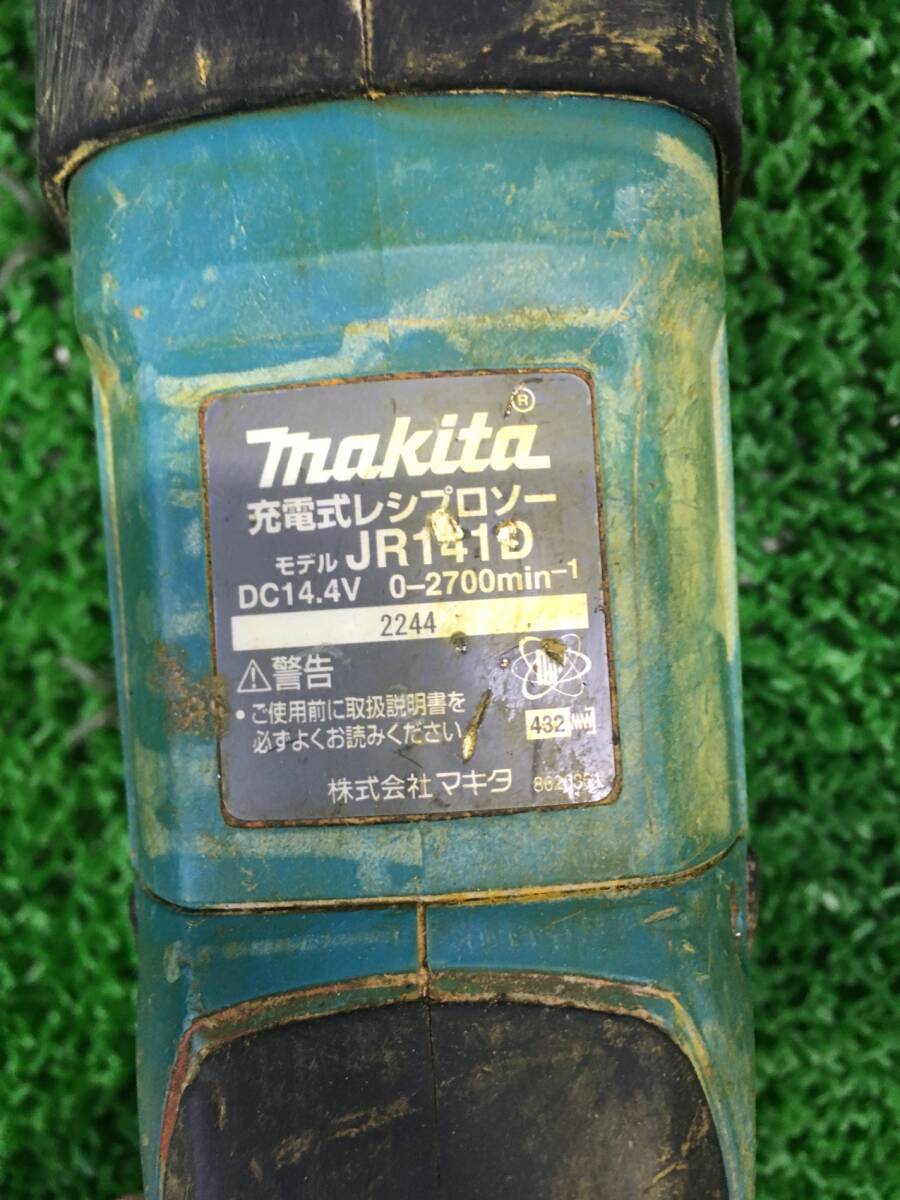 makita®
充電式レシプロソー
モデル JR141D
DC14.4V 0-2700min-1
2244
警告
・ご使用前に取扱説明書を
必ずよくお読みください
432
株式会社 マキタ